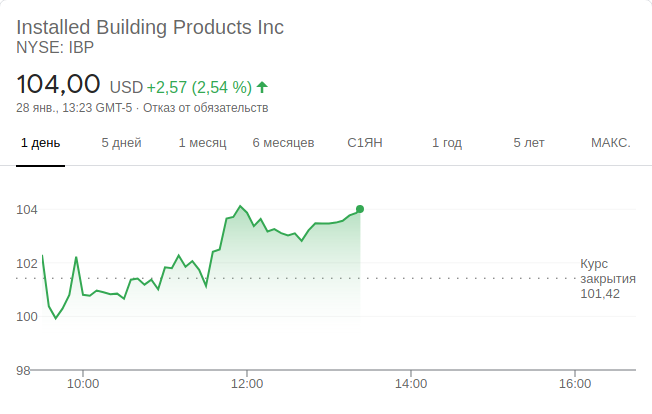 Installed Building Products Inc
NYSE: IBP
104,00 USD +2,57 (2,54 %)
28 янв., 13:23 GMT-5 · Отказ от обязательств
1 день 5 дней 1 месяц 6 месяцев С1ЯН 1 год 5 лет МАКС.
104
102
100
98
Курс
закрытия
101,42
10:00 12:00 14:00 16:00